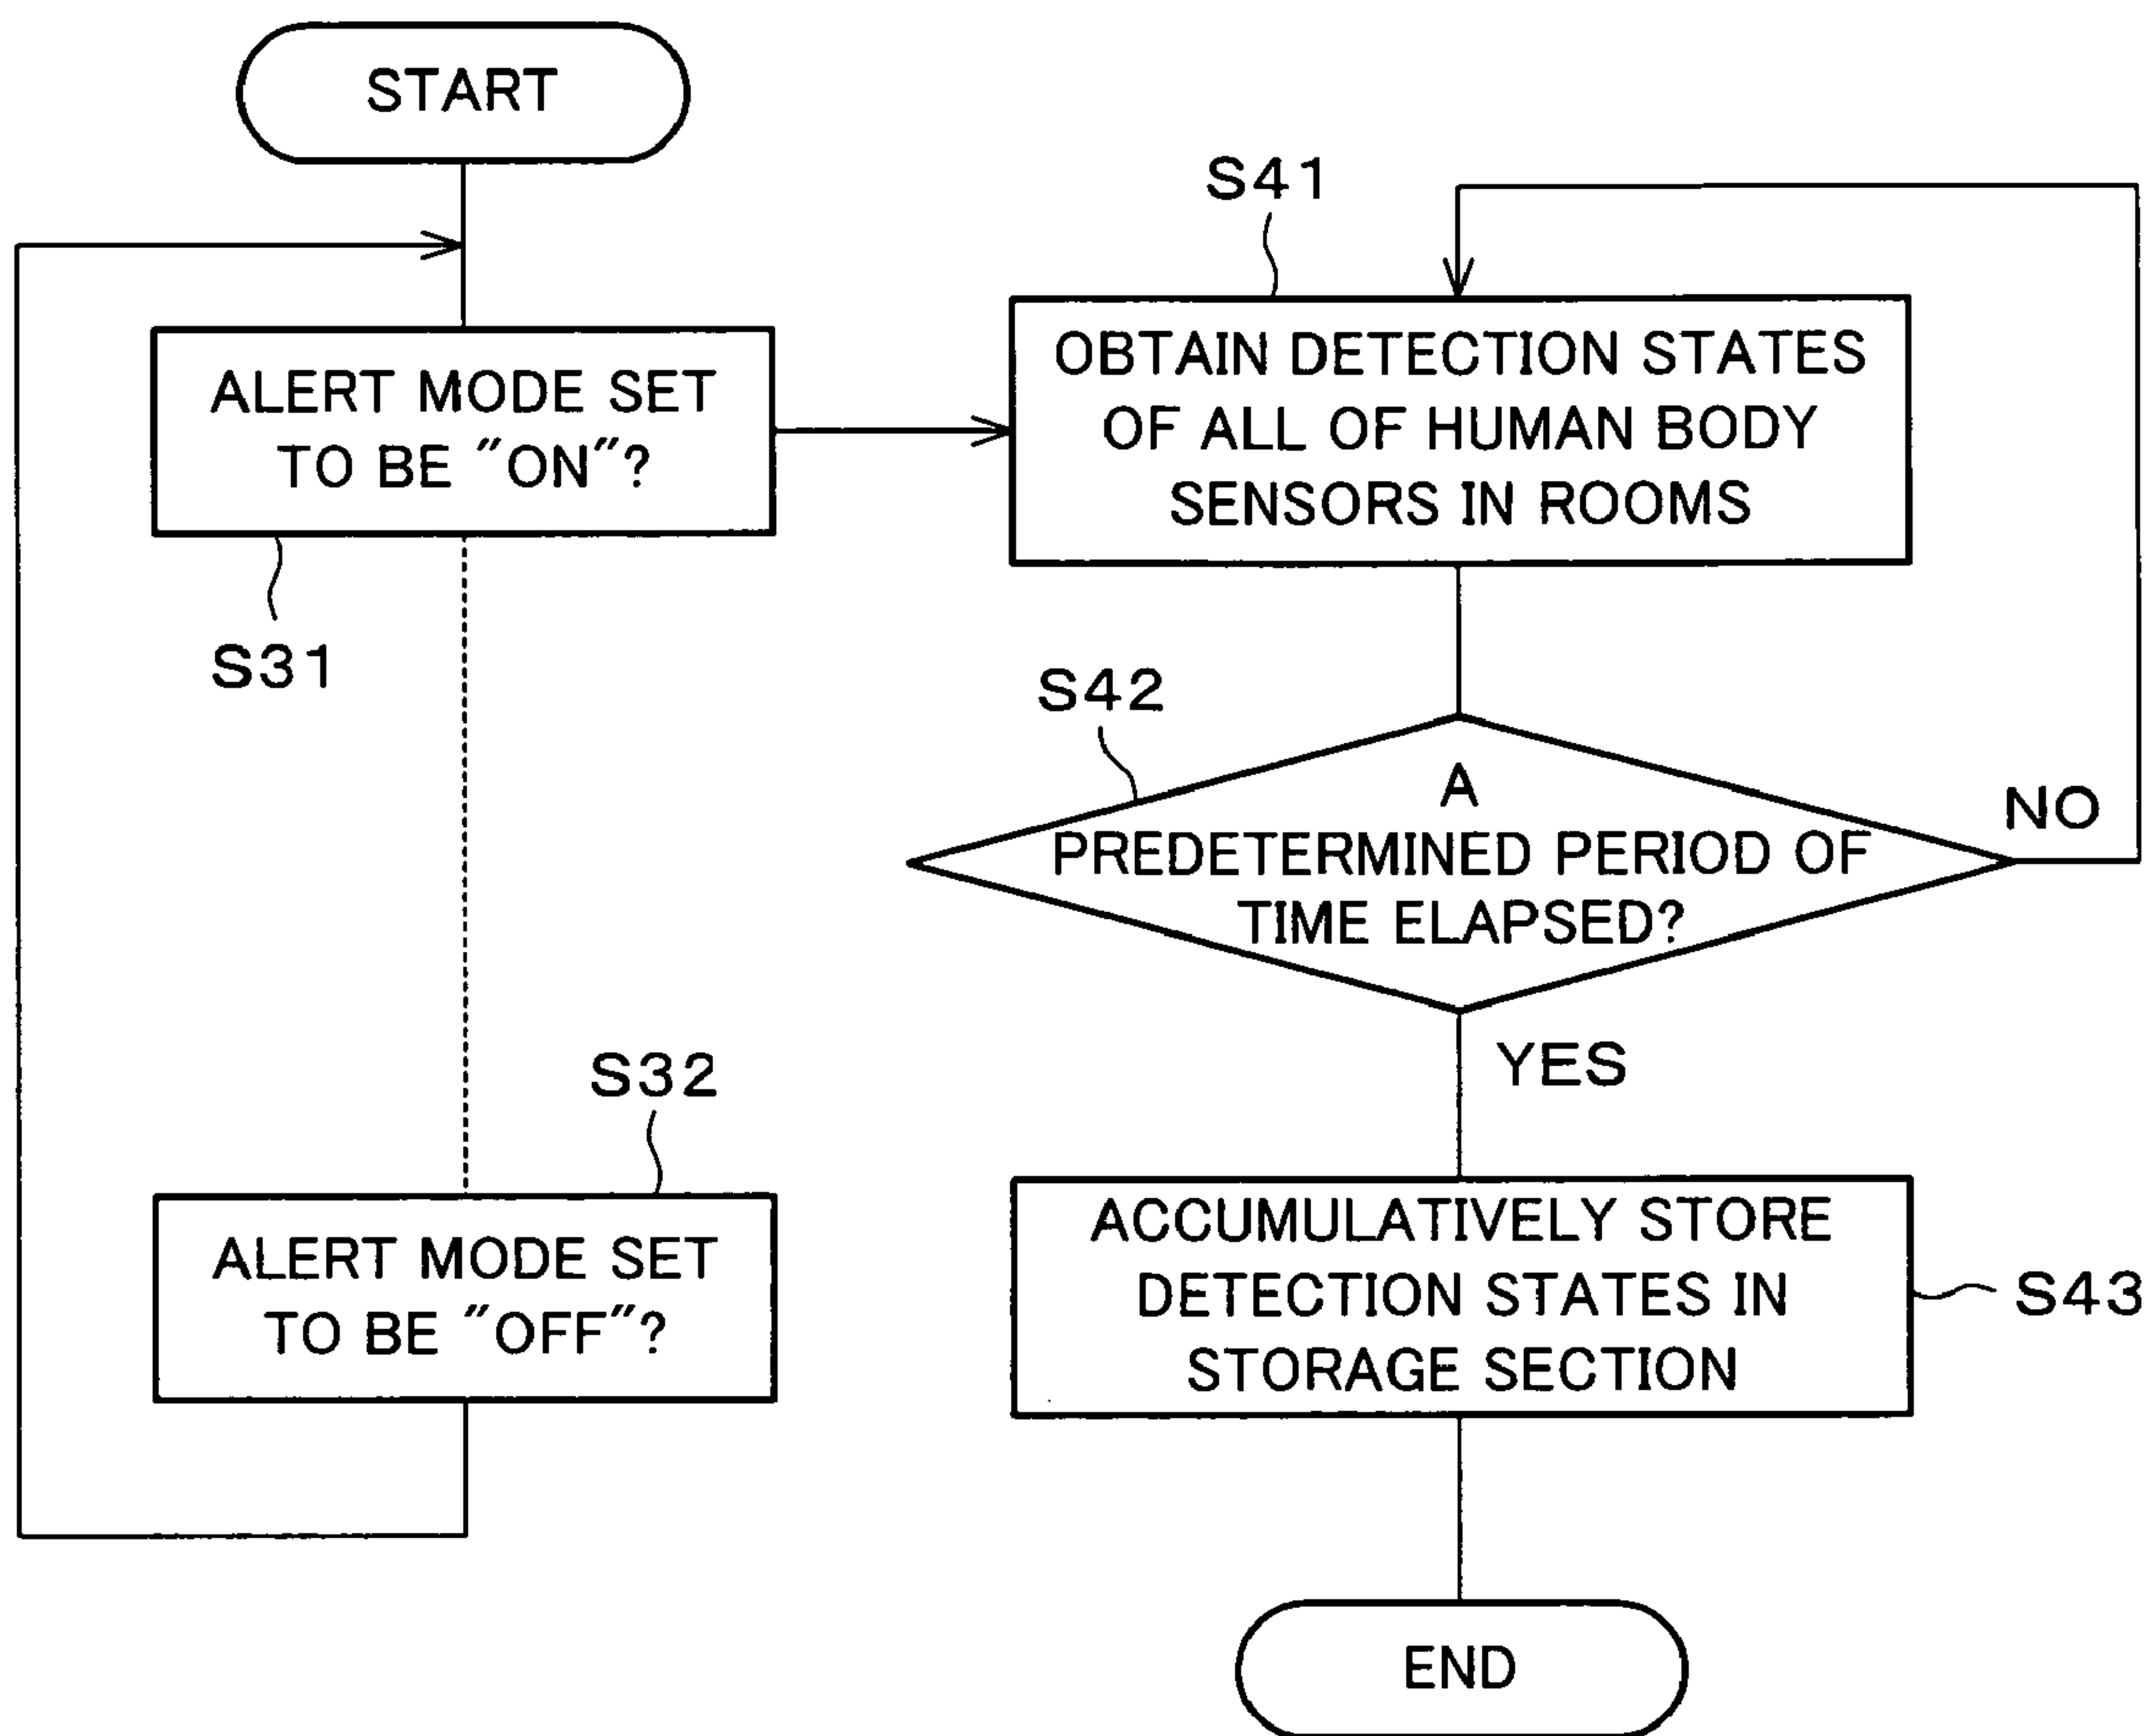 START
ALERT MODE SET
TO BE "ON"?
S31
S32
ALERT MODE SET
TO BE "OFF"?
S41
OBTAIN DETECTION STATES
OF ALL OF HUMAN BODY
SENSORS IN ROOMS
S42
A
PREDETERMINED PERIOD OF
TIME ELAPSED?
NO
YES
ACCUMULATIVELY STORE
DETECTION STATES IN
STORAGE SECTION
S43
END